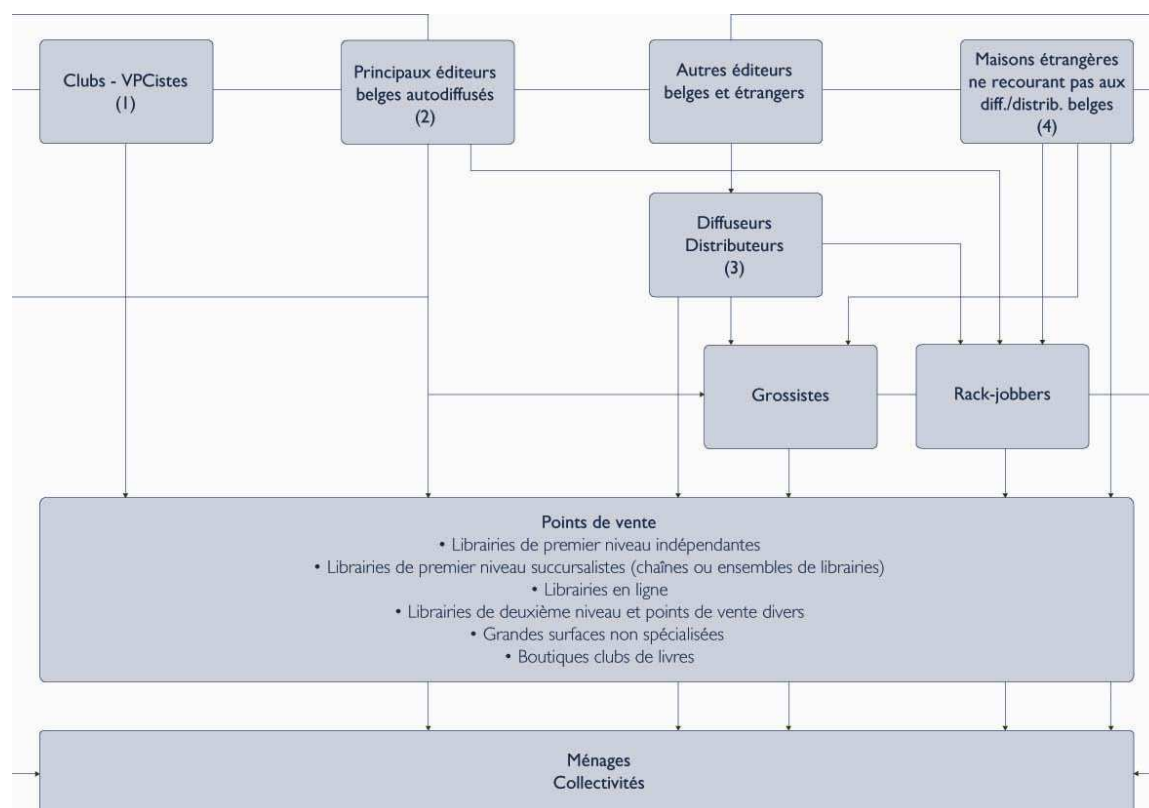 Clubs - VPCistes
(1)
Principaux éditeurs
belges autodiffusés
(2)
Autres éditeurs
belges et étrangers
Maisons étrangères
ne recourant pas aux
diff./distrib. belges
(4)
Diffuseurs
Distributeurs
(3)
Grossistes
Rack-jobbers
Points de vente
• Librairies de premier niveau indépendantes
• Librairies de premier niveau succursalistes (chaînes ou ensembles de librairies)
• Librairies en ligne
• Librairies de deuxième niveau et points de vente divers
• Grandes surfaces non spécialisées
• Boutiques clubs de livres
Ménages
Collectivités